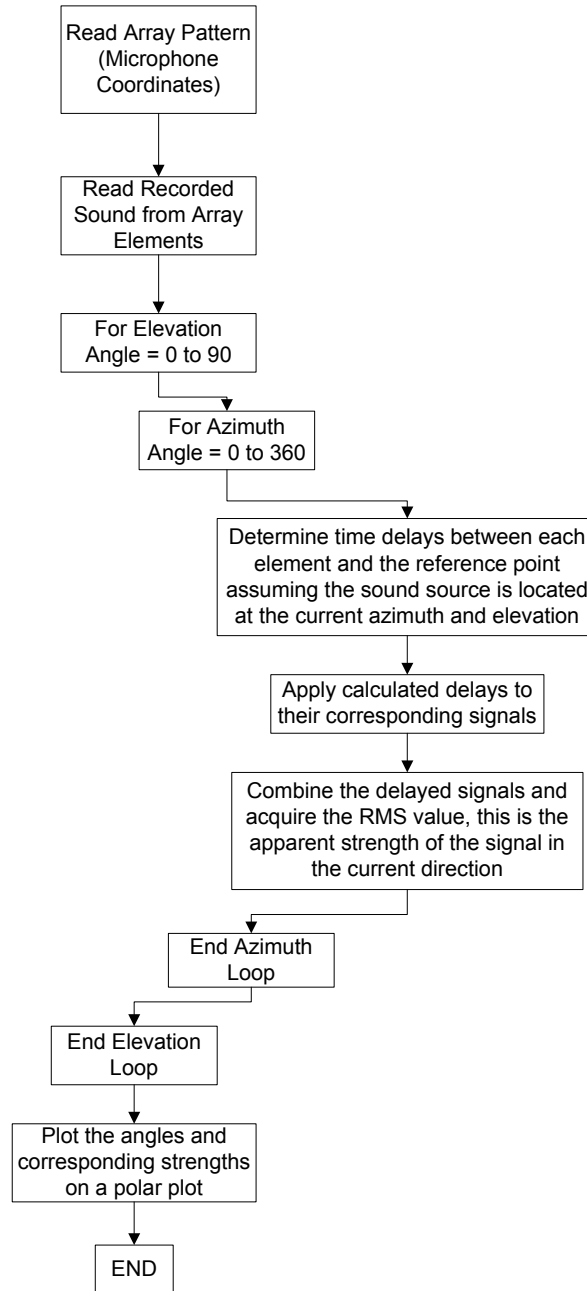 Read Array Pattern
(Microphone
Coordinates)
Read Recorded
Sound from Array
Elements
For Elevation
Angle = 0 to 90
For Azimuth
Angle = 0 to 360
Determine time delays between each
element and the reference point
assuming the sound source is located
at the current azimuth and elevation
Apply calculated delays to
their corresponding signals
Combine the delayed signals and
acquire the RMS value, this is the
apparent strength of the signal in
the current direction
End Azimuth
Loop
End Elevation
Loop
Plot the angles and
corresponding strengths
on a polar plot
END